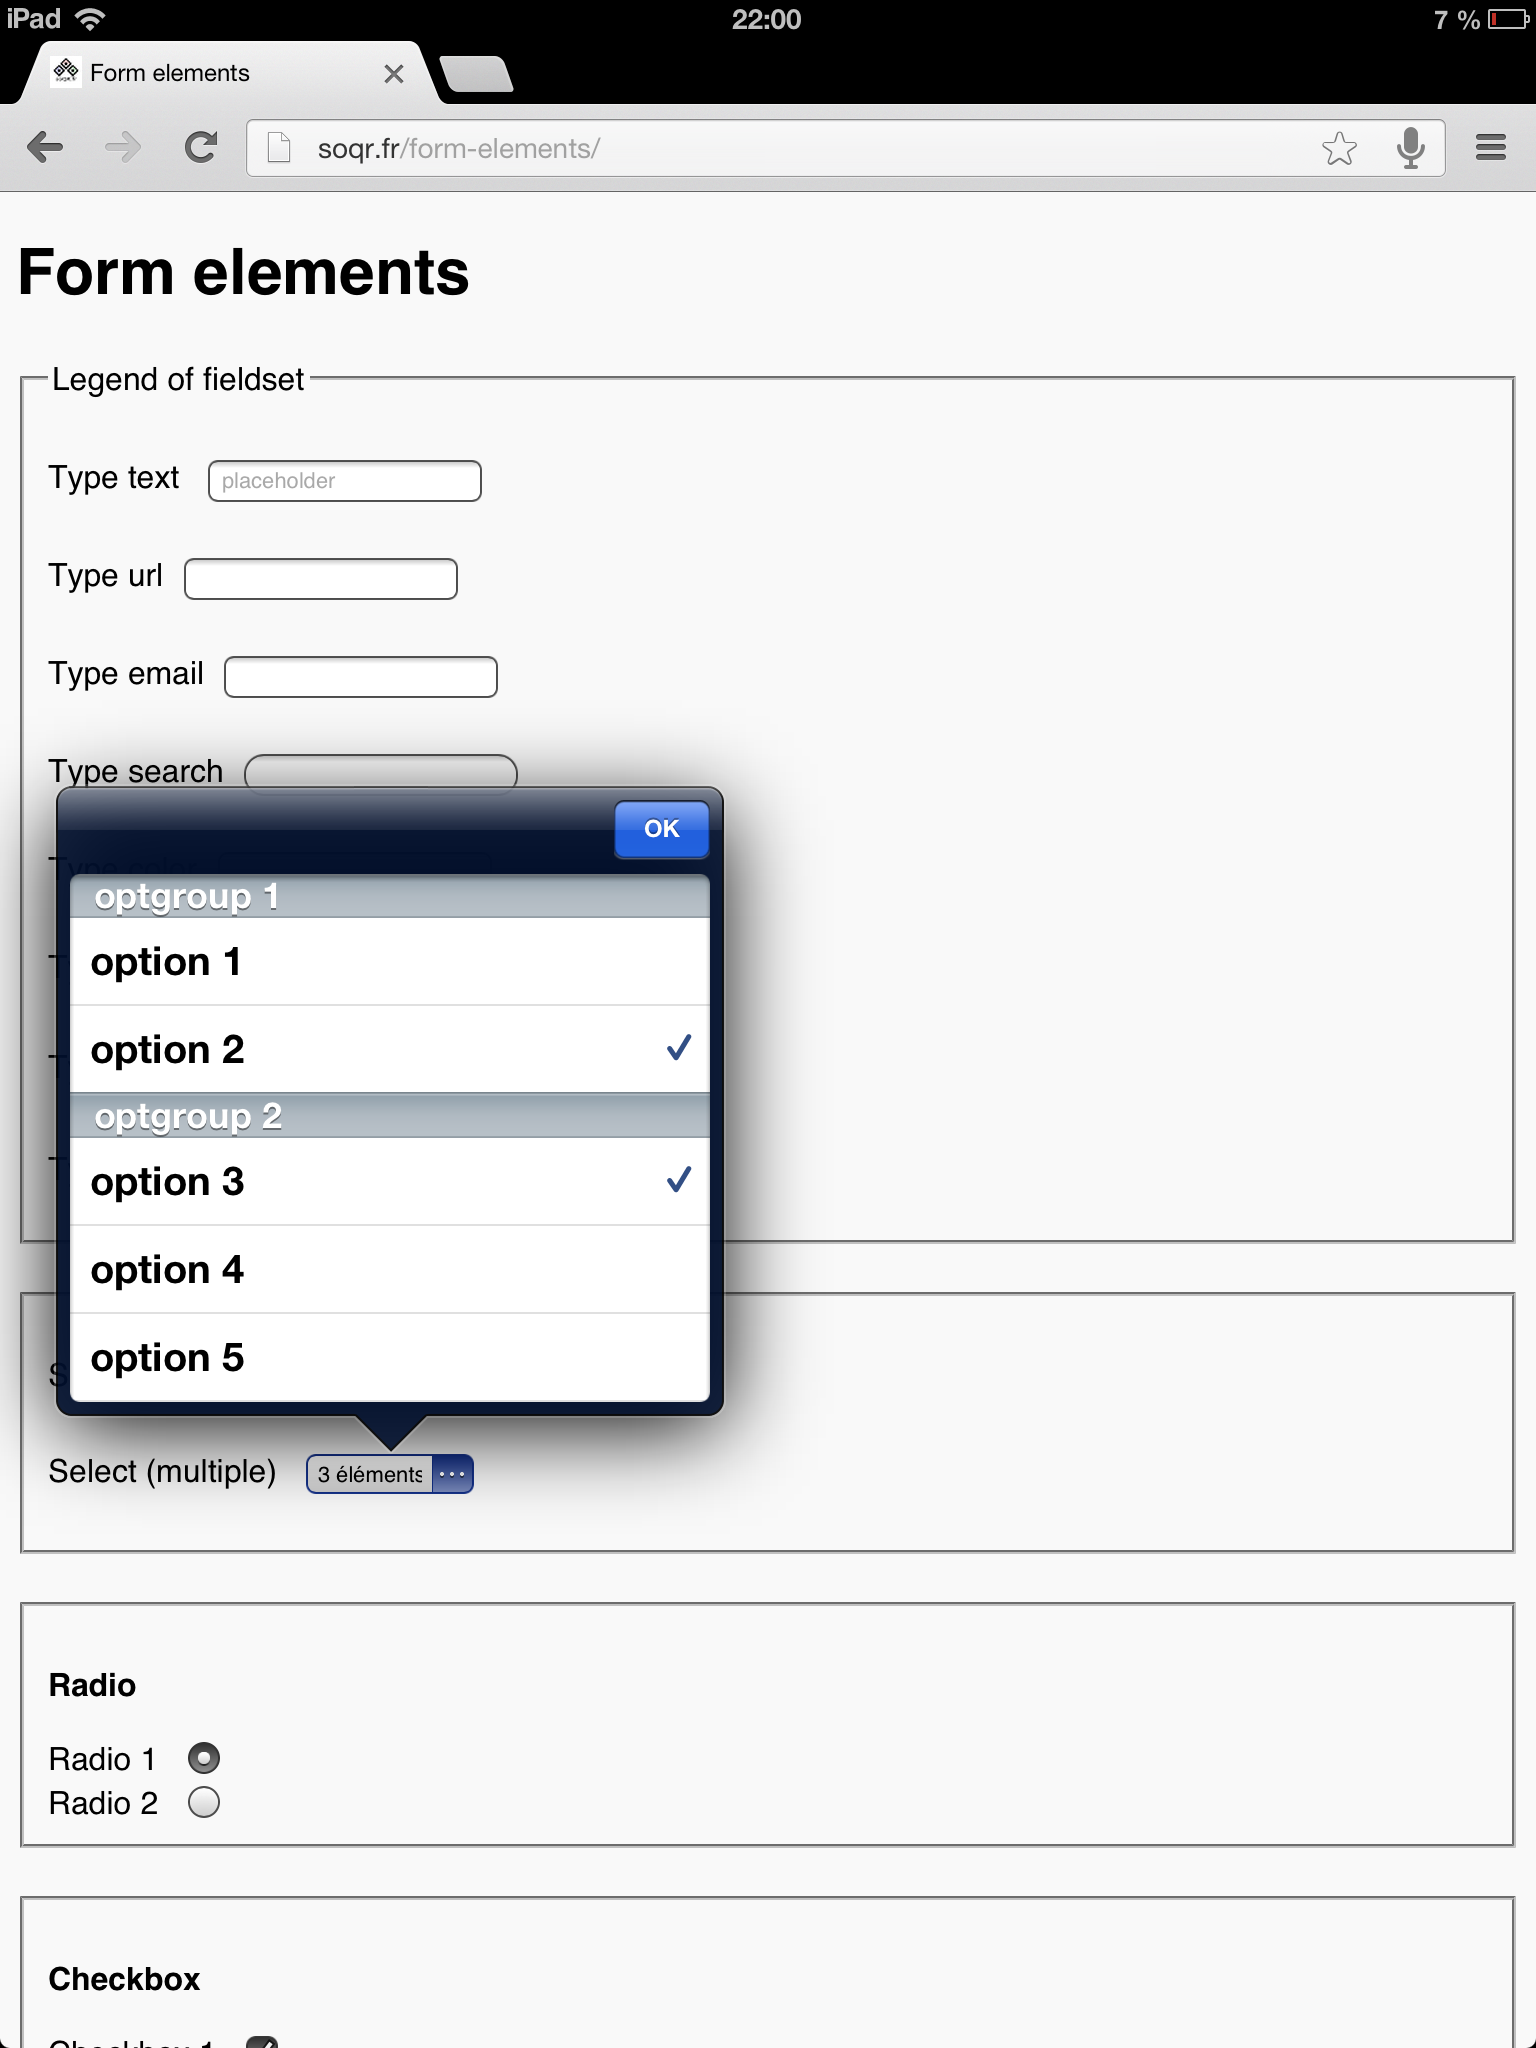 iPad 22:00 7 %
Form elements
soqr.fr/form-elements/
Form elements
Legend of fieldset
Type text placeholder
Type url
Type email
Type search
OK
optgroup 1
option 1
option 2
optgroup 2
option 3
option 4
option 5
Select (multiple) 3 éléments ...
Radio
Radio 1
Radio 2
Checkbox
Checkbox 1